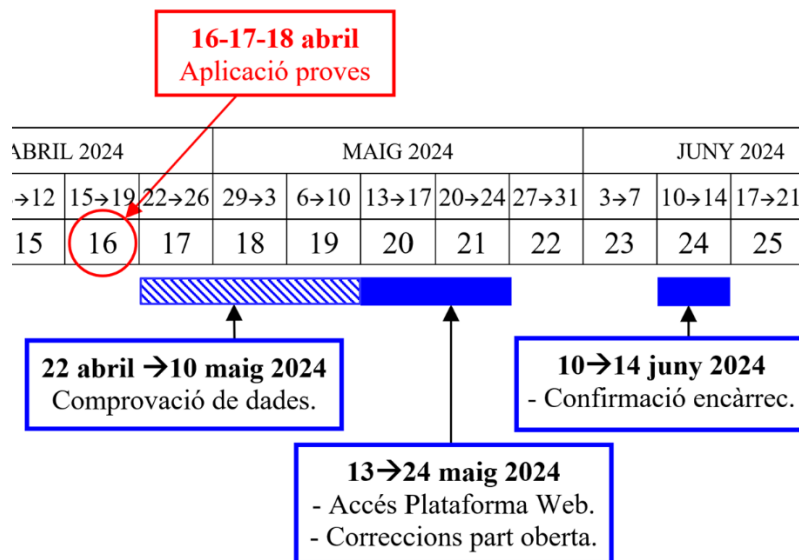 16-17-18 abril
Aplicació proves
ABRIL 2024 MAIG 2024 JUNY 2024
→12 15→19 22→26 29→3 6→10 13→17 20→24 27→31 3→7 10→14 17→21
15 16 17 18 19 20 21 22 23 24 25
22 abril →10 maig 2024
Comprovació de dades.
10→14 juny 2024
- Confirmació encàrrec.
13→24 maig 2024
- Accés Plataforma Web.
- Correccions part oberta.